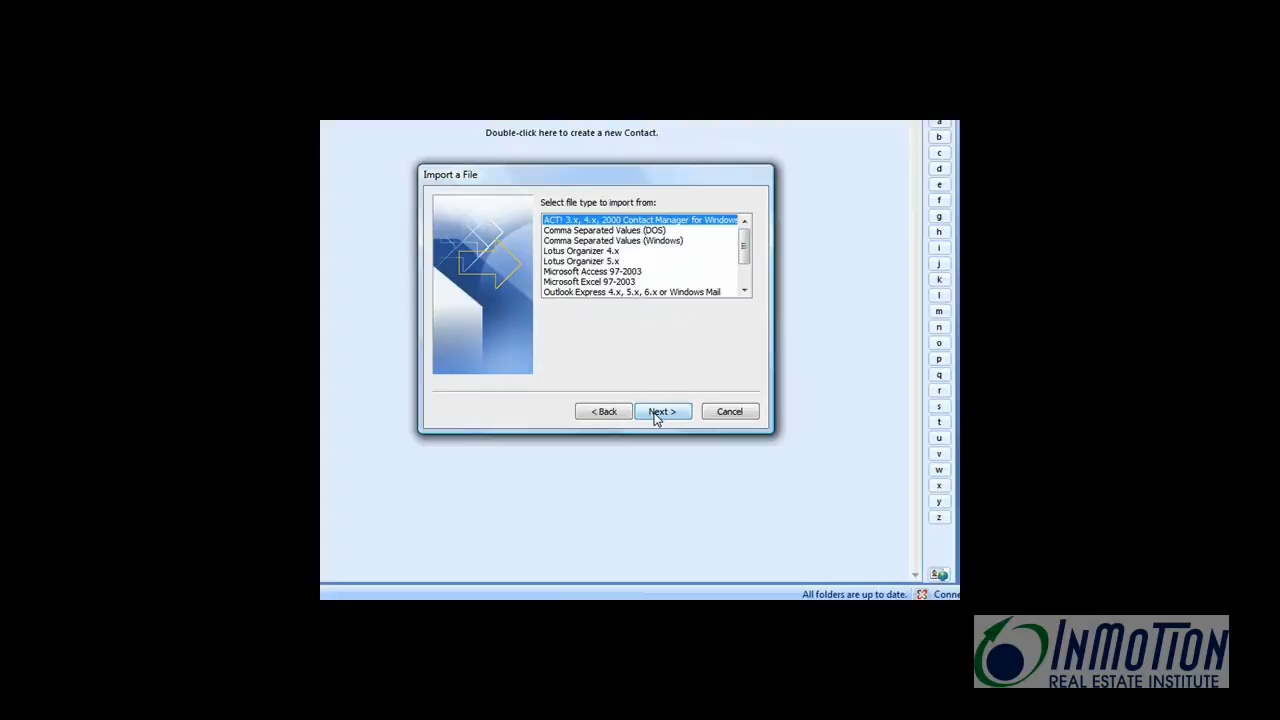 Double-click here to create a new Contact.
a
b
c
d
e
f
g
h
i
j
k
l
m
n
o
p
q
r
s
t
u
v
w
x
y
z
Import a File
Select file type to import from:
ACT! 3.x, 4.x, 2000 Contact Manager for Windows
Comma Separated Values (DOS)
Comma Separated Values (Windows)
Lotus Organizer 4.x
Lotus Organizer 5.x
Microsoft Access 97-2003
Microsoft Excel 97-2003
Outlook Express 4.x, 5.x, 6.x or Windows Mail
< Back Next > Cancel
All folders are up to date. Conne
INMOTION
REAL ESTATE INSTITUTE